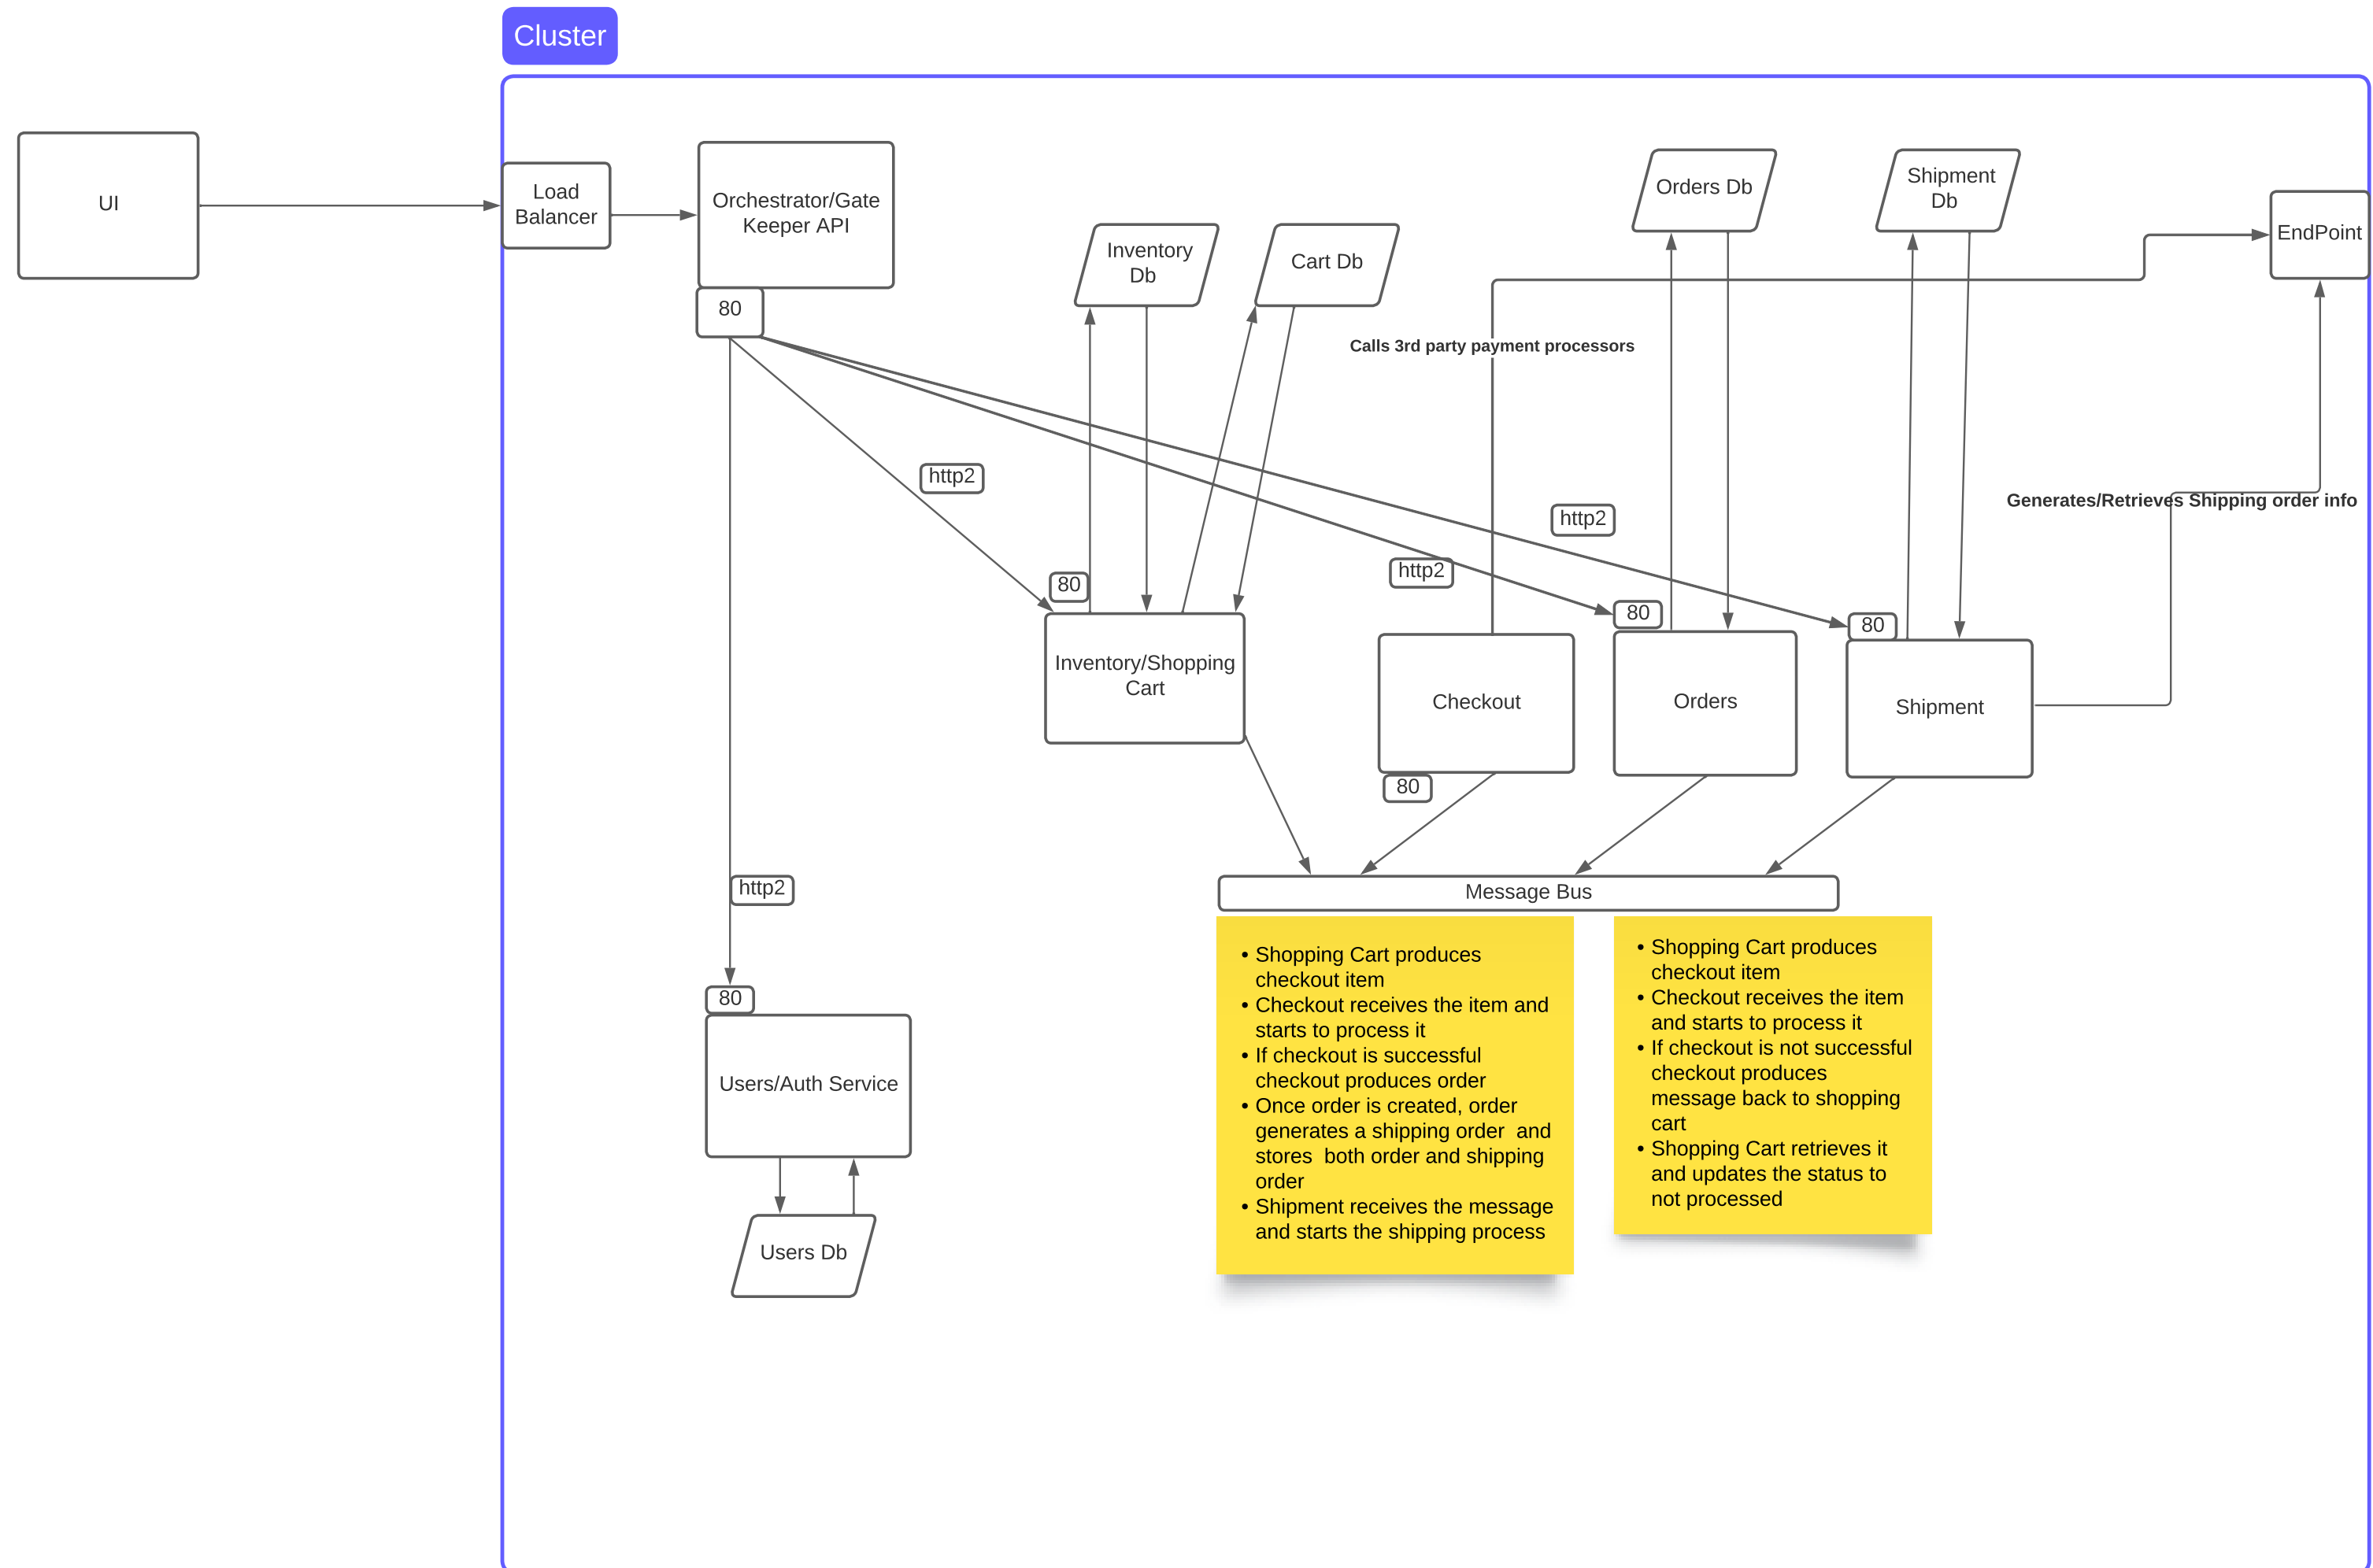 Cluster
UI
Load
Balancer
Orchestrator/Gate
Keeper API
80
Inventory
Db
Cart Db
Orders Db
Shipment
Db
EndPoint
Calls 3rd party payment processors
http2
http2
http2
Generates/Retrieves Shipping order info
80
80
80
Inventory/Shopping
Cart
Checkout
Orders
Shipment
80
http2
Message Bus
• Shopping Cart produces
checkout item
• Checkout receives the item and
starts to process it
• If checkout is successful
checkout produces order
• Once order is created, order
generates a shipping order  and
stores  both order and shipping
order
• Shipment receives the message
and starts the shipping process
• Shopping Cart produces
checkout item
• Checkout receives the item
and starts to process it
• If checkout is not successful
checkout produces
message back to shopping
cart
• Shopping Cart retrieves it
and updates the status to
not processed
80
Users/Auth Service
Users Db